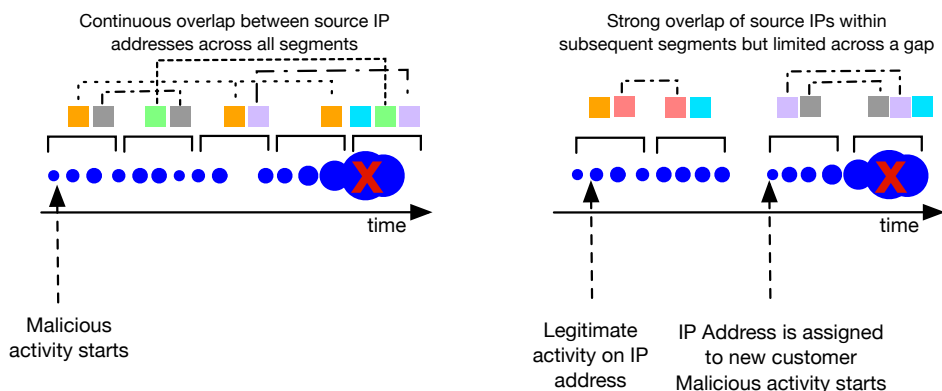 Continuous overlap between source IP
addresses across all segments
X
time
Malicious
activity starts
Strong overlap of source IPs within
subsequent segments but limited across a gap
X
time
Legitimate
activity on IP
address
IP Address is assigned
to new customer
Malicious activity starts